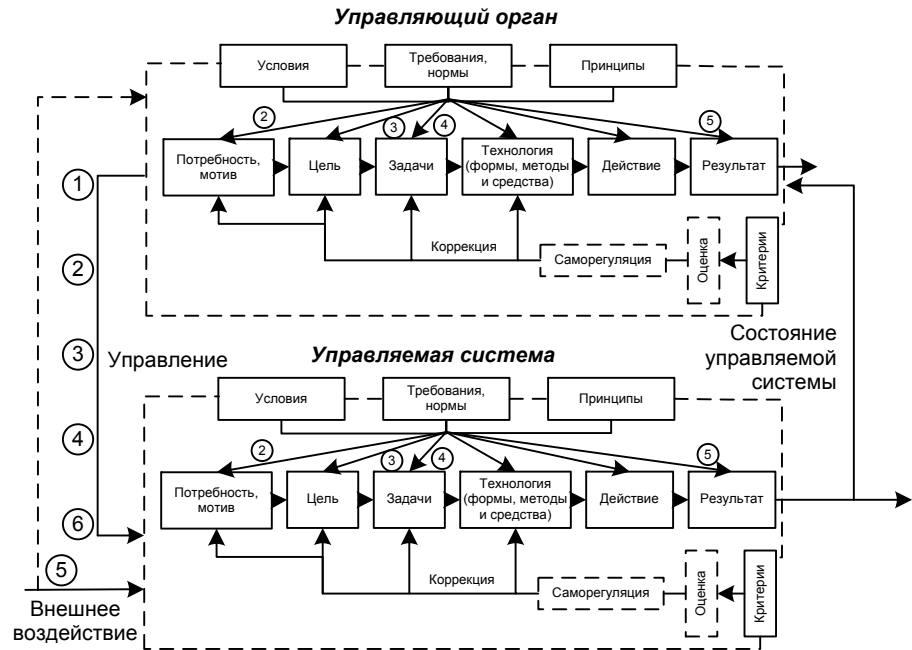 Управляющий орган
Условия
Требования,
нормы
Принципы
2
3
4
5
Потребность,
мотив
Цель
Задачи
Технология
(формы, методы
и средства)
Действие
Результат
Коррекция
Саморегуляция
Оценка
Критерии
1
2
3
4
6
5
Управление
Состояние
управляемой
системы
Внешнее
воздействие
Управляемая система
Условия
Требования,
нормы
Принципы
2
3
4
5
Потребность,
мотив
Цель
Задачи
Технология
(формы, методы
и средства)
Действие
Результат
Коррекция
Саморегуляция
Оценка
Критерии